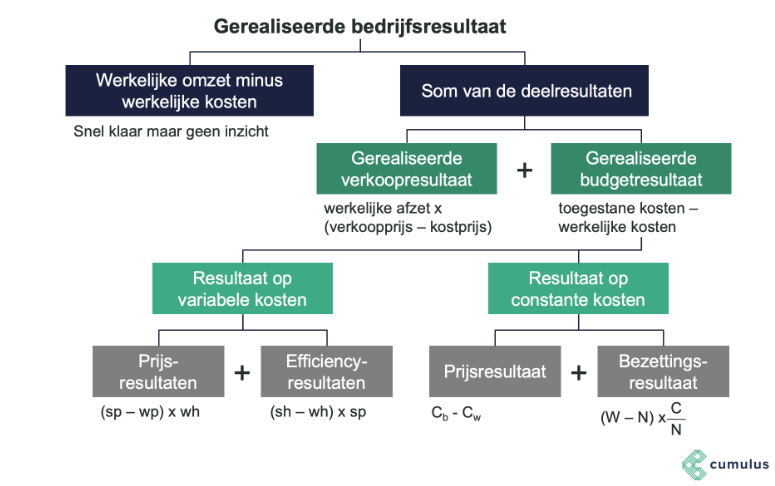 Gerealiseerde bedrijfsresultaat
Werkelijke omzet minus
werkelijke kosten
Som van de deelresultaten
Snel klaar maar geen inzicht
Gerealiseerde
verkoopresultaat
+
Gerealiseerde
budgetresultaat
werkelijke afzet x
(verkoopprijs – kostprijs)
toegestane kosten –
werkelijke kosten
Resultaat op
variabele kosten
Resultaat op
constante kosten
Prijs-
resultaten
+
Efficiency-
resultaten
Prijsresultaat
+
Bezettings-
resultaat
(sp – wp) x wh
(sh – wh) x sp
Cb - Cw
(W – N) x C/N
cumulus